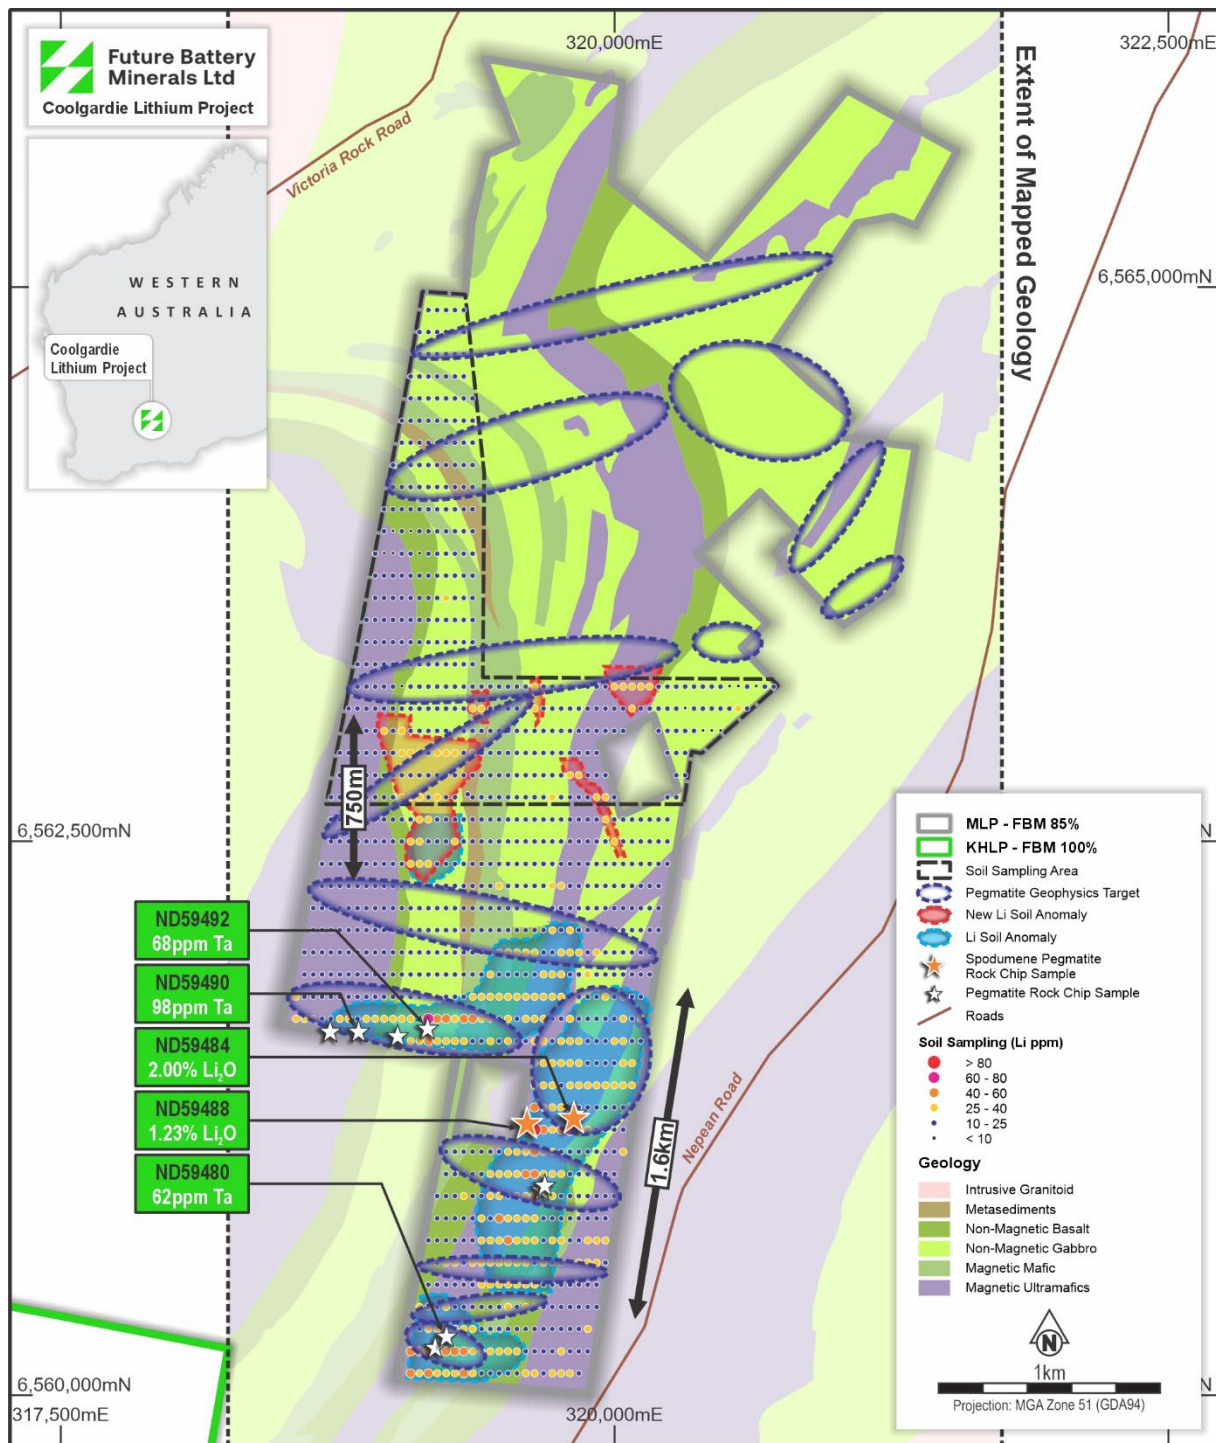 Future Battery
Minerals Ltd
Coolgardie Lithium Project
320,000mE
322,500mE
Extent of Mapped Geology
Victoria Rock Road
WESTERN
AUSTRALIA
Coolgardie
Lithium Project
6,565,000mN
750m
6,562,500mN
ND59492
68ppm Ta
ND59490
98ppm Ta
ND59484
2.00% Li₂O
ND59488
1.23% Li₂O
ND59480
62ppm Ta
1.6km
Nepean Road
MLP - FBM 85%
KHLP - FBM 100%
Soil Sampling Area
Pegmatite Geophysics Target
New Li Soil Anomaly
Li Soil Anomaly
Spodumene Pegmatite
Rock Chip Sample
Pegmatite Rock Chip Sample
Roads
Soil Sampling (Li ppm)
> 80
60 - 80
40 - 60
25 - 40
10 - 25
< 10
Geology
Intrusive Granitoid
Metasediments
Non-Magnetic Basalt
Non-Magnetic Gabbro
Magnetic Mafic
Magnetic Ultramafics
N
1km
Projection: MGA Zone 51 (GDA94)
6,560,000mN
317,500mE
320,000mE